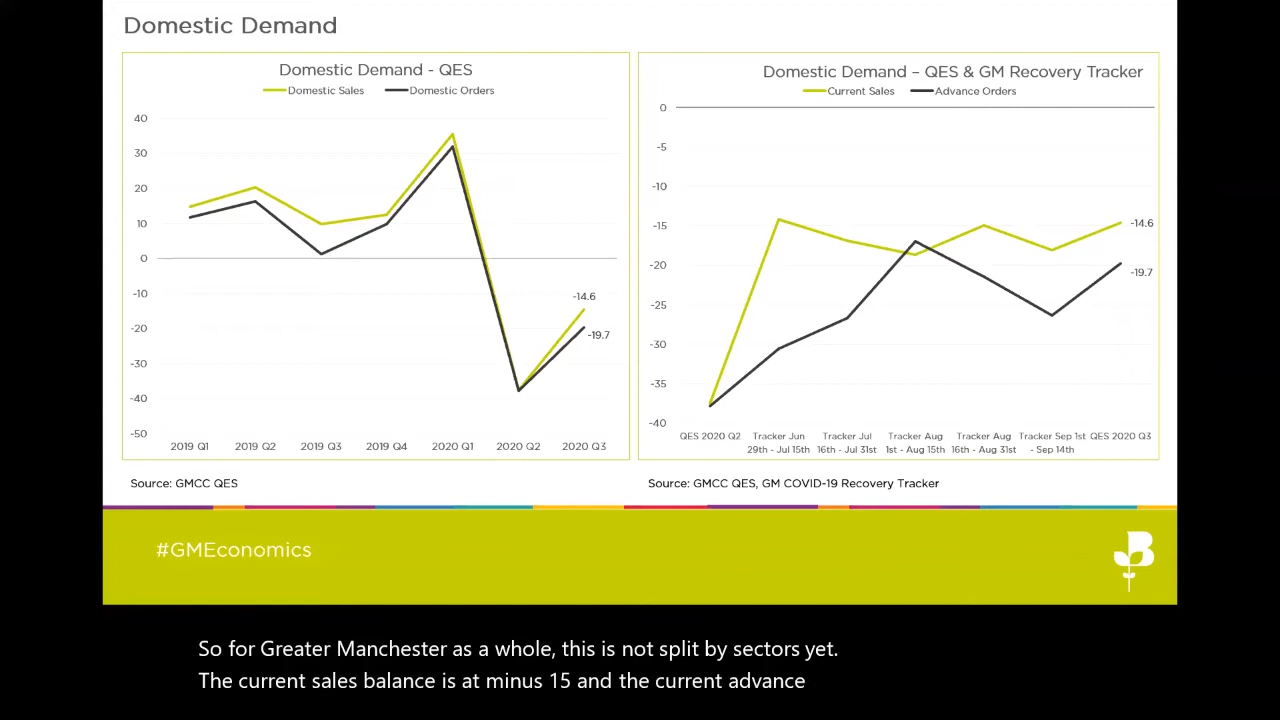 Domestic Demand
Domestic Demand - QES
Domestic Sales Domestic Orders
40
30
20
10
0
-10
-20
-30
-40
-50
-14.6
-19.7
2019 Q1 2019 Q2 2019 Q3 2019 Q4 2020 Q1 2020 Q2 2020 Q3
Source: GMCC QES
Domestic Demand – QES & GM Recovery Tracker
Current Sales Advance Orders
0
-5
-10
-15
-20
-25
-30
-35
-40
-14.6
-19.7
QES 2020 Q2 Tracker Jun Tracker Jul Tracker Aug Tracker Aug Tracker Sep 1st QES 2020 Q3
29th - Jul 15th 16th - Jul 31st 1st - Aug 15th 16th - Aug 31st - Sep 14th
Source: GMCC QES, GM COVID-19 Recovery Tracker
#GMEconomics
B
So for Greater Manchester as a whole, this is not split by sectors yet.
The current sales balance is at minus 15 and the current advance